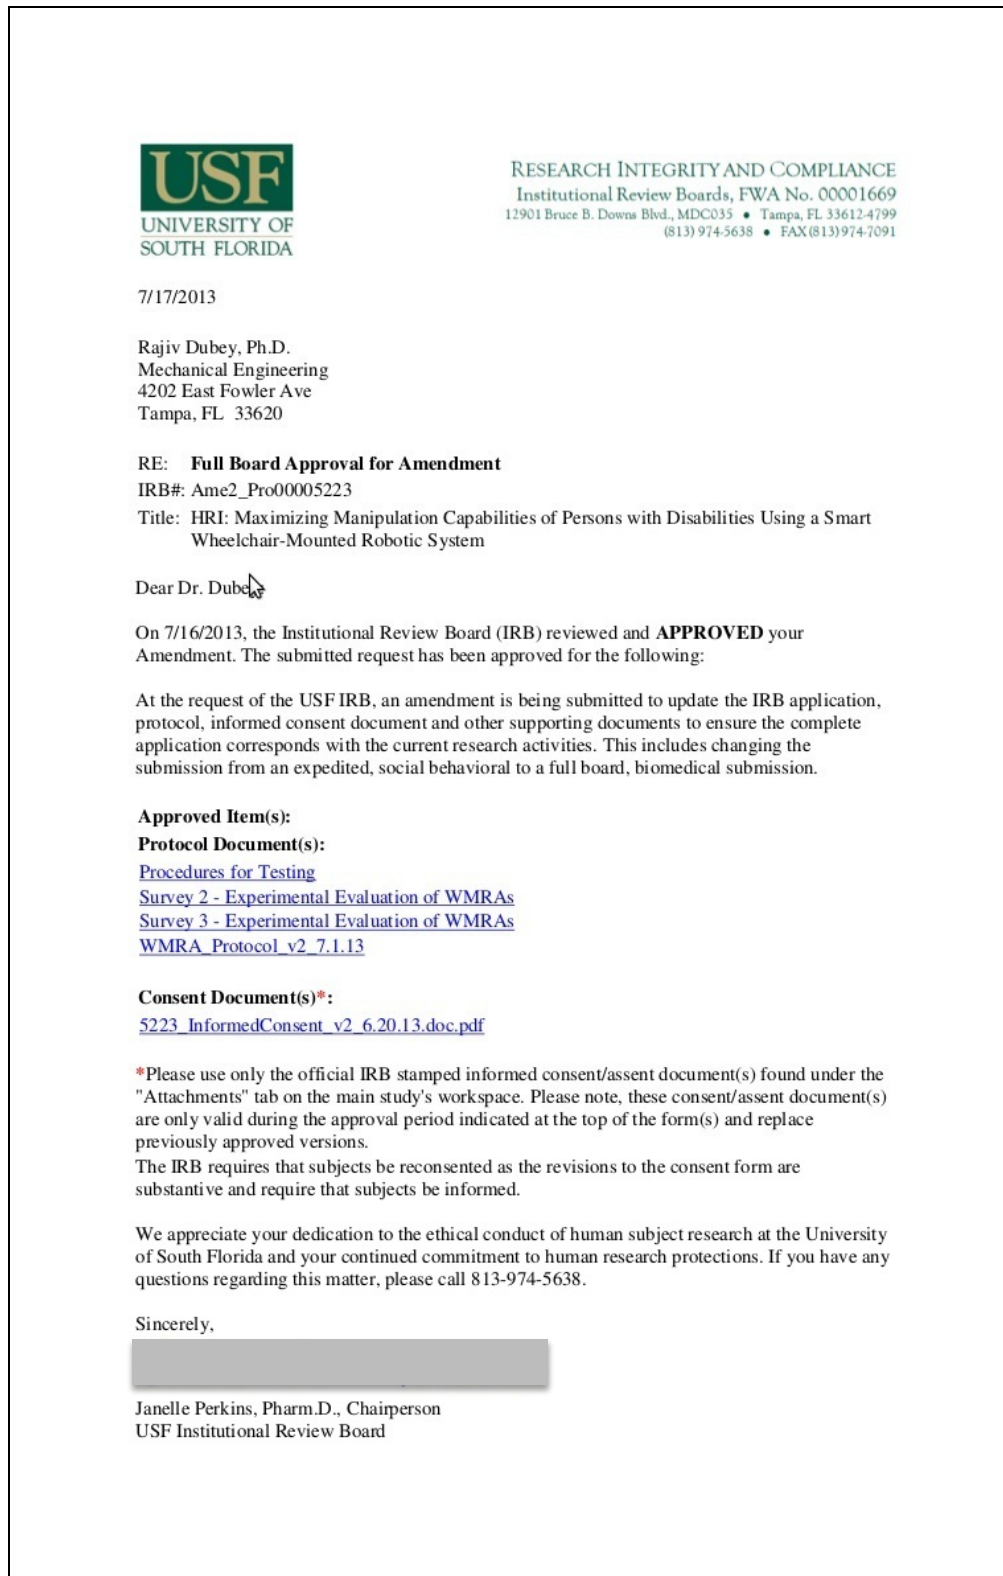 USF
UNIVERSITY OF
SOUTH FLORIDA
RESEARCH INTEGRITY AND COMPLIANCE
Institutional Review Boards, FWA No. 00001669
12901 Bruce B. Downs Blvd., MDC035 • Tampa, FL 33612-4799
(813) 974-5638 • FAX(813)974-7091
7/17/2013
Rajiv Dubey, Ph.D.
Mechanical Engineering
4202 East Fowler Ave
Tampa, FL 33620
RE: Full Board Approval for Amendment
IRB#: Ame2_Pro00005223
Title: HRI: Maximizing Manipulation Capabilities of Persons with Disabilities Using a Smart
Wheelchair-Mounted Robotic System
Dear Dr. Dube
On 7/16/2013, the Institutional Review Board (IRB) reviewed and APPROVED your
Amendment. The submitted request has been approved for the following:
At the request of the USF IRB, an amendment is being submitted to update the IRB application,
protocol, informed consent document and other supporting documents to ensure the complete
application corresponds with the current research activities. This includes changing the
submission from an expedited, social behavioral to a full board, biomedical submission.
Approved Item(s):
Protocol Document(s):
Procedures for Testing
Survey 2 - Experimental Evaluation of WMRAs
Survey 3 - Experimental Evaluation of WMRAs
WMRA_Protocol_v2_7.1.13
Consent Document(s)*:
5223_InformedConsent_v2_6.20.13.doc.pdf
*Please use only the official IRB stamped informed consent/assent document(s) found under the
"Attachments" tab on the main study's workspace. Please note, these consent/assent document(s)
are only valid during the approval period indicated at the top of the form(s) and replace
previously approved versions.
The IRB requires that subjects be reconsented as the revisions to the consent form are
substantive and require that subjects be informed.
We appreciate your dedication to the ethical conduct of human subject research at the University
of South Florida and your continued commitment to human research protections. If you have any
questions regarding this matter, please call 813-974-5638.
Sincerely,
Janelle Perkins, Pharm.D., Chairperson
USF Institutional Review Board